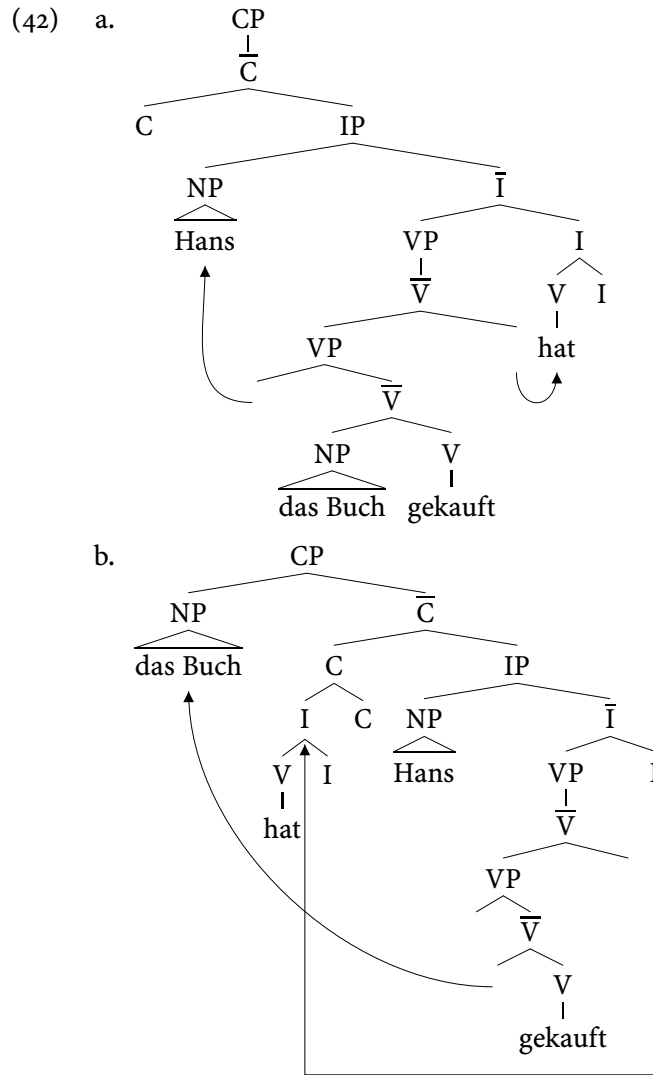 (42) a. CP
C̅
C IP
NP I̅
Hans VP I
V̅ V I
VP hat
V̅
NP V
das Buch gekauft
b. CP
NP C̅
das Buch C IP
I C NP I̅
V I Hans VP
hat V̅
VP
V̅
V
gekauft